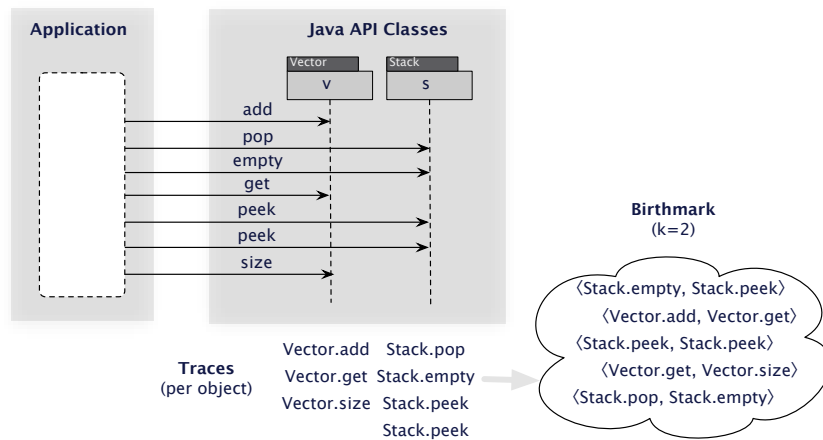 Application
Java API Classes
Vector
Stack
v
s
add
pop
empty
get
peek
peek
size
Birthmark
(k=2)
⟨Stack.empty, Stack.peek⟩
⟨Vector.add, Vector.get⟩
⟨Stack.peek, Stack.peek⟩
⟨Vector.get, Vector.size⟩
⟨Stack.pop, Stack.empty⟩
Traces
(per object)
Vector.add Stack.pop
Vector.get Stack.empty
Vector.size Stack.peek
Stack.peek